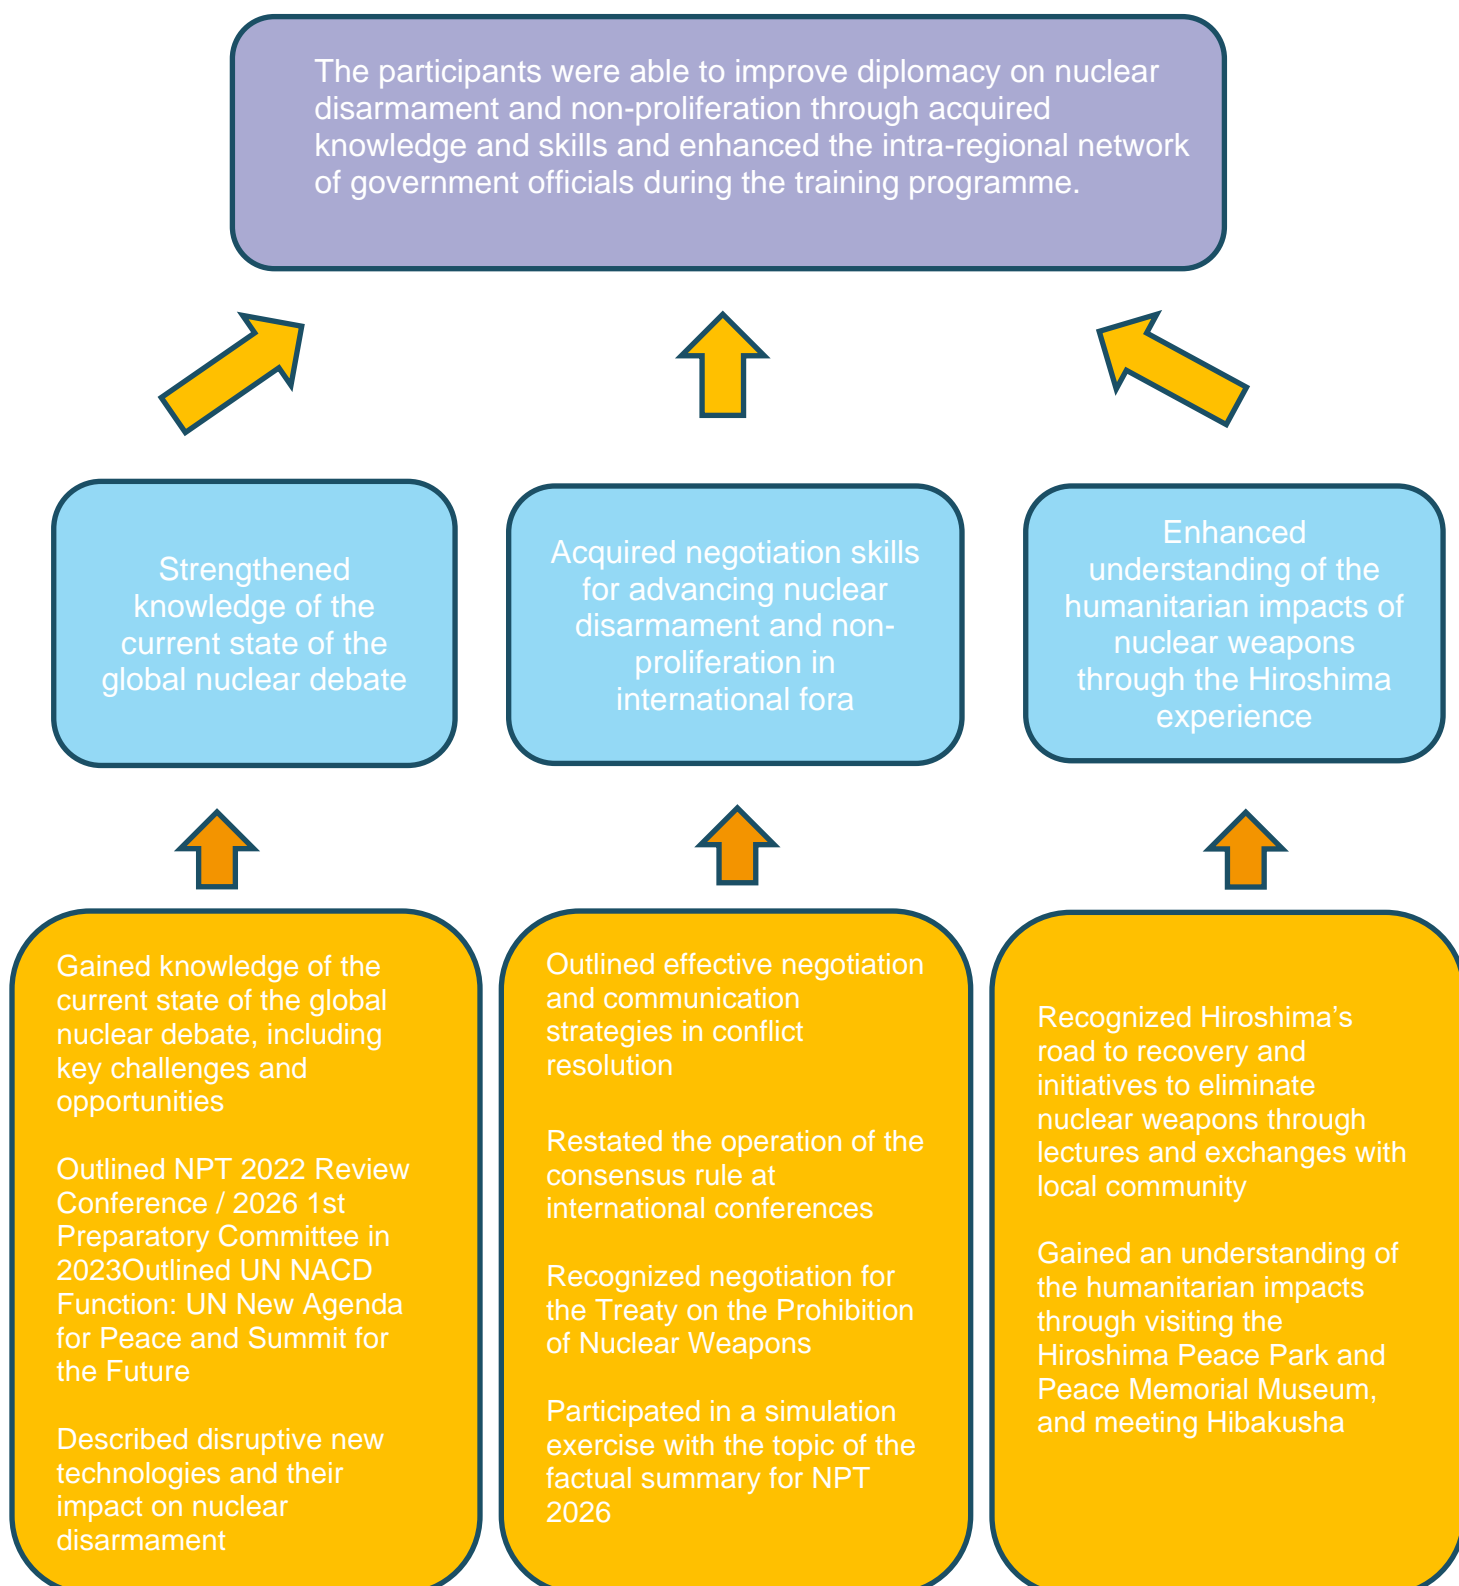 The participants were able to improve diplomacy on nuclear
disarmament and non-proliferation through acquired
knowledge and skills and enhanced the intra-regional network
of government officials during the training programme.
Strengthened
knowledge of the
current state of the
global nuclear debate
Acquired negotiation skills
for advancing nuclear
disarmament and non-
proliferation in
international fora
Enhanced
understanding of the
humanitarian impacts of
nuclear weapons
through the Hiroshima
experience
Gained knowledge of the
current state of the global
nuclear debate, including
key challenges and
opportunities
Outlined NPT 2022 Review
Conference / 2026 1st
Preparatory Committee in
2023Outlined UN NACD
Function: UN New Agenda
for Peace and Summit for
the Future
Described disruptive new
technologies and their
impact on nuclear
disarmament
Outlined effective negotiation
and communication
strategies in conflict
resolution
Restated the operation of the
consensus rule at
international conferences
Recognized negotiation for
the Treaty on the Prohibition
of Nuclear Weapons
Participated in a simulation
exercise with the topic of the
factual summary for NPT
2026
Recognized Hiroshima’s
road to recovery and
initiatives to eliminate
nuclear weapons through
lectures and exchanges with
local community
Gained an understanding of
the humanitarian impacts
through visiting the
Hiroshima Peace Park and
Peace Memorial Museum,
and meeting Hibakusha